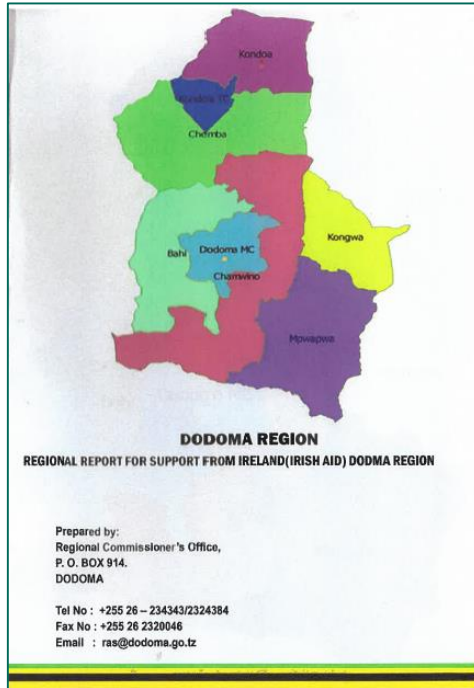 Kondoa
Kondoa TC
Chemba
Kongwa
Bahi
Dodoma MC
Chamwino
Mpwapwa
DODOMA REGION
REGIONAL REPORT FOR SUPPORT FROM IRELAND(IRISH AID) DODMA REGION
Prepared by:
Regional Commissioner's Office,
P. O. BOX 914.
DODOMA
Tel No : +255 26 – 234343/2324384
Fax No : +255 26 2320046
Email : ras@dodoma.go.tz